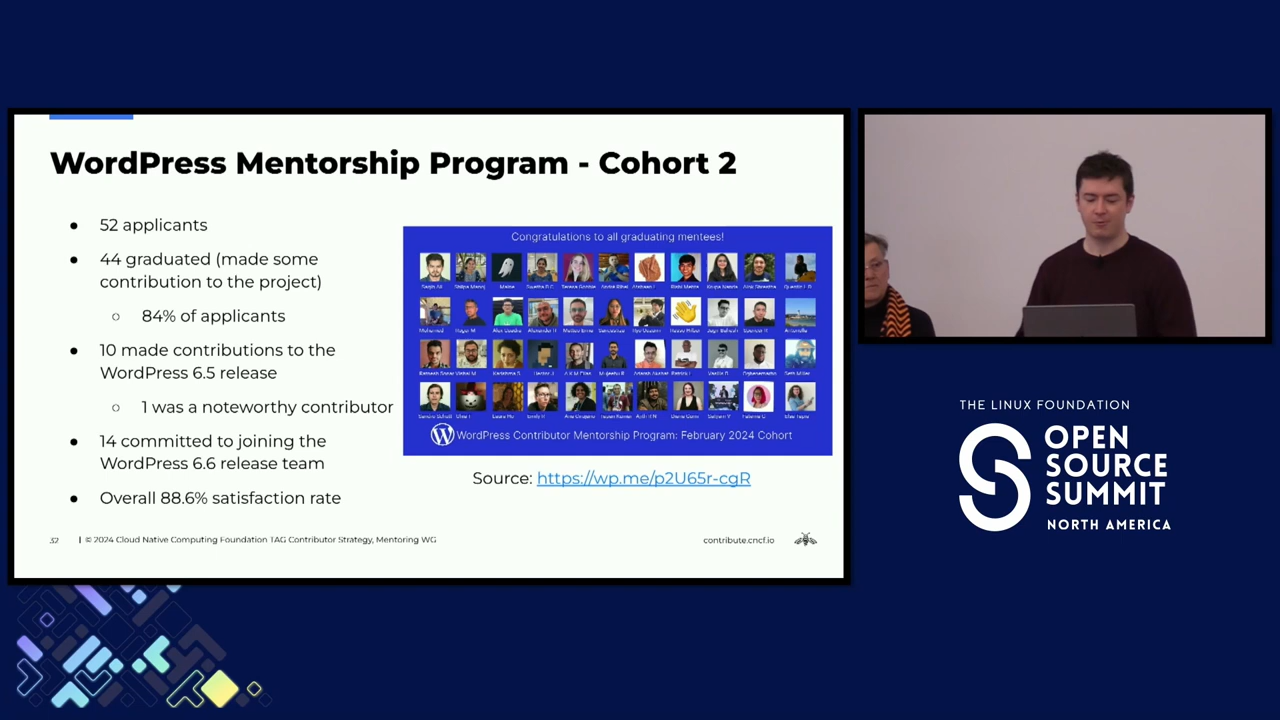 WordPress Mentorship Program - Cohort 2
● 52 applicants
● 44 graduated (made some
contribution to the project)
○ 84% of applicants
● 10 made contributions to the
WordPress 6.5 release
○ 1 was a noteworthy contributor
● 14 committed to joining the
WordPress 6.6 release team
● Overall 88.6% satisfaction rate
Congratulations to all graduating mentees!
WordPress Contributor Mentorship Program: February 2024 Cohort
Source: https://wp.me/p2U65r-cgR
32 | © 2024 Cloud Native Computing Foundation TAG Contributor Strategy, Mentoring WG
contribute.cncf.io
THE LINUX FOUNDATION
OPEN
SOURCE
SUMMIT
NORTH AMERICA